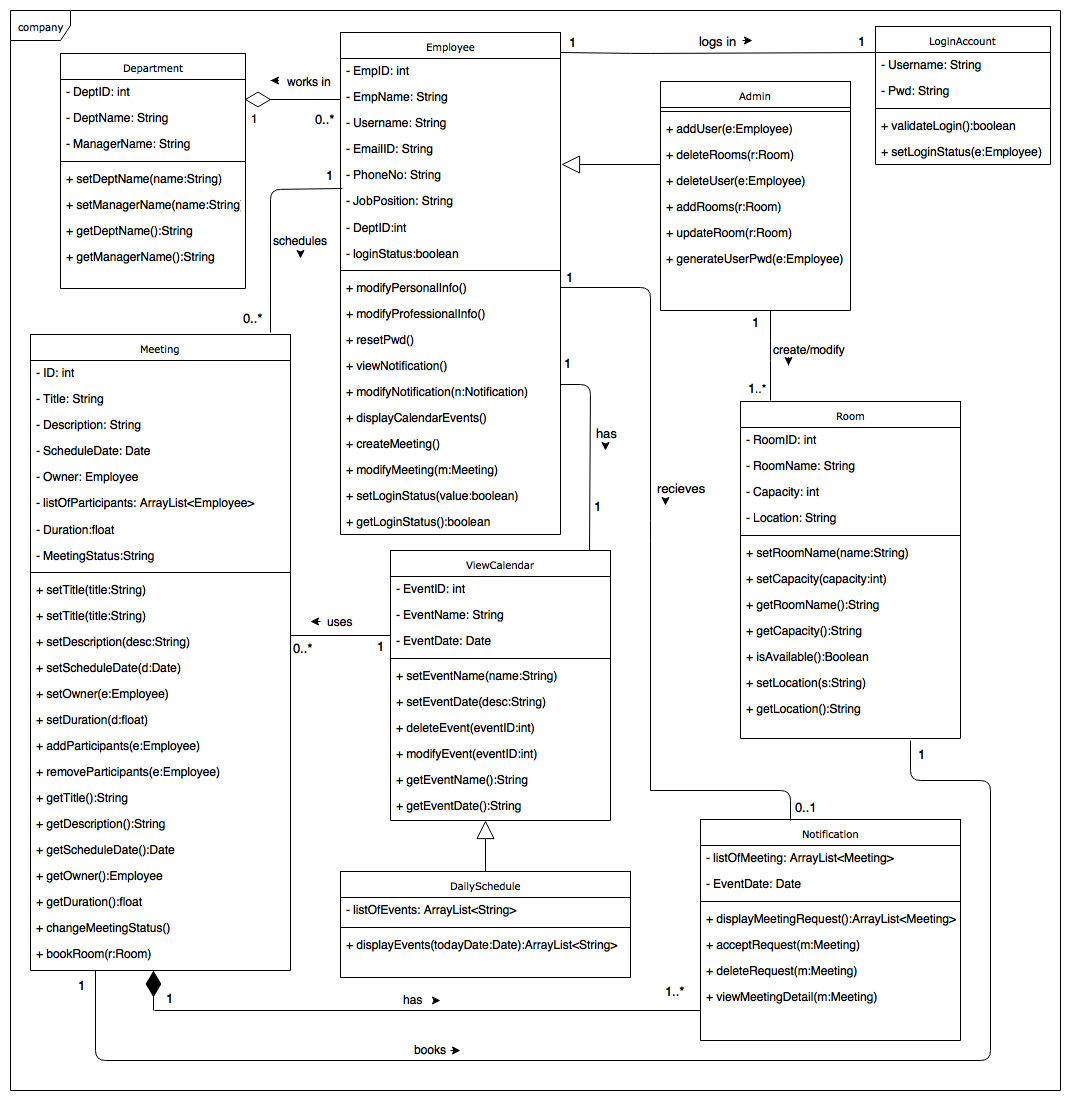 company
Department
- DeptID: int
- DeptName: String
- ManagerName: String
+ setDeptName(name:String)
+ setManagerName(name:String)
+ getDeptName():String
+ getManagerName():String
works in
1
0..*
Employee
- EmpID: int
- EmpName: String
- Username: String
- EmailID: String
- PhoneNo: String
- JobPosition: String
- DeptID:int
- loginStatus:boolean
+ modifyPersonalInfo()
+ modifyProfessionalInfo()
+ resetPwd()
+ viewNotification()
+ modifyNotification(n:Notification)
+ displayCalendarEvents()
+ createMeeting()
+ modifyMeeting(m:Meeting)
+ setLoginStatus(value:boolean)
+ getLoginStatus():boolean
1
logs in
1
LoginAccount
- Username: String
- Pwd: String
+ validateLogin():boolean
+ setLoginStatus(e:Employee)
Admin
+ addUser(e:Employee)
+ deleteRooms(r:Room)
+ deleteUser(e:Employee)
+ addRooms(r:Room)
+ updateRoom(r:Room)
+ generateUserPwd(e:Employee)
1
schedules
0..*
1
recieves
0..1
1
has
1
1
create/modify
1..*
Meeting
- ID: int
- Title: String
- Description: String
- ScheduleDate: Date
- Owner: Employee
- listOfParticipants: ArrayList<Employee>
- Duration:float
- MeetingStatus:String
+ setTitle(title:String)
+ setTitle(title:String)
+ setDescription(desc:String)
+ setScheduleDate(d:Date)
+ setOwner(e:Employee)
+ setDuration(d:float)
+ addParticipants(e:Employee)
+ removeParticipants(e:Employee)
+ getTitle():String
+ getDescription():String
+ getScheduleDate():Date
+ getOwner():Employee
+ getDuration():float
+ changeMeetingStatus()
+ bookRoom(r:Room)
uses
0..*
1
ViewCalendar
- EventID: int
- EventName: String
- EventDate: Date
+ setEventName(name:String)
+ setEventDate(desc:String)
+ deleteEvent(eventID:int)
+ modifyEvent(eventID:int)
+ getEventName():String
+ getEventDate():String
Room
- RoomID: int
- RoomName: String
- Capacity: int
- Location: String
+ setRoomName(name:String)
+ setCapacity(capacity:int)
+ getRoomName():String
+ getCapacity():String
+ isAvailable():Boolean
+ setLocation(s:String)
+ getLocation():String
1
DailySchedule
- listOfEvents: ArrayList<String>
+ displayEvents(todayDate:Date):ArrayList<String>
Notification
- listOfMeeting: ArrayList<Meeting>
- EventDate: Date
+ displayMeetingRequest():ArrayList<Meeting>
+ acceptRequest(m:Meeting)
+ deleteRequest(m:Meeting)
+ viewMeetingDetail(m:Meeting)
1
1
has
1..*
books